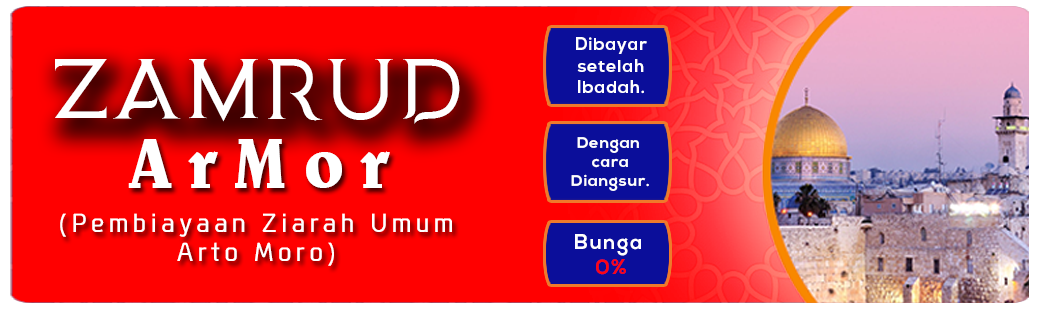 ZAMRUD
ArMor
(Pembiayaan Ziarah Umum
Arto Moro)
Dibayar
setelah
Ibadah.
Dengan
cara
Diangsur.
Bunga
0%